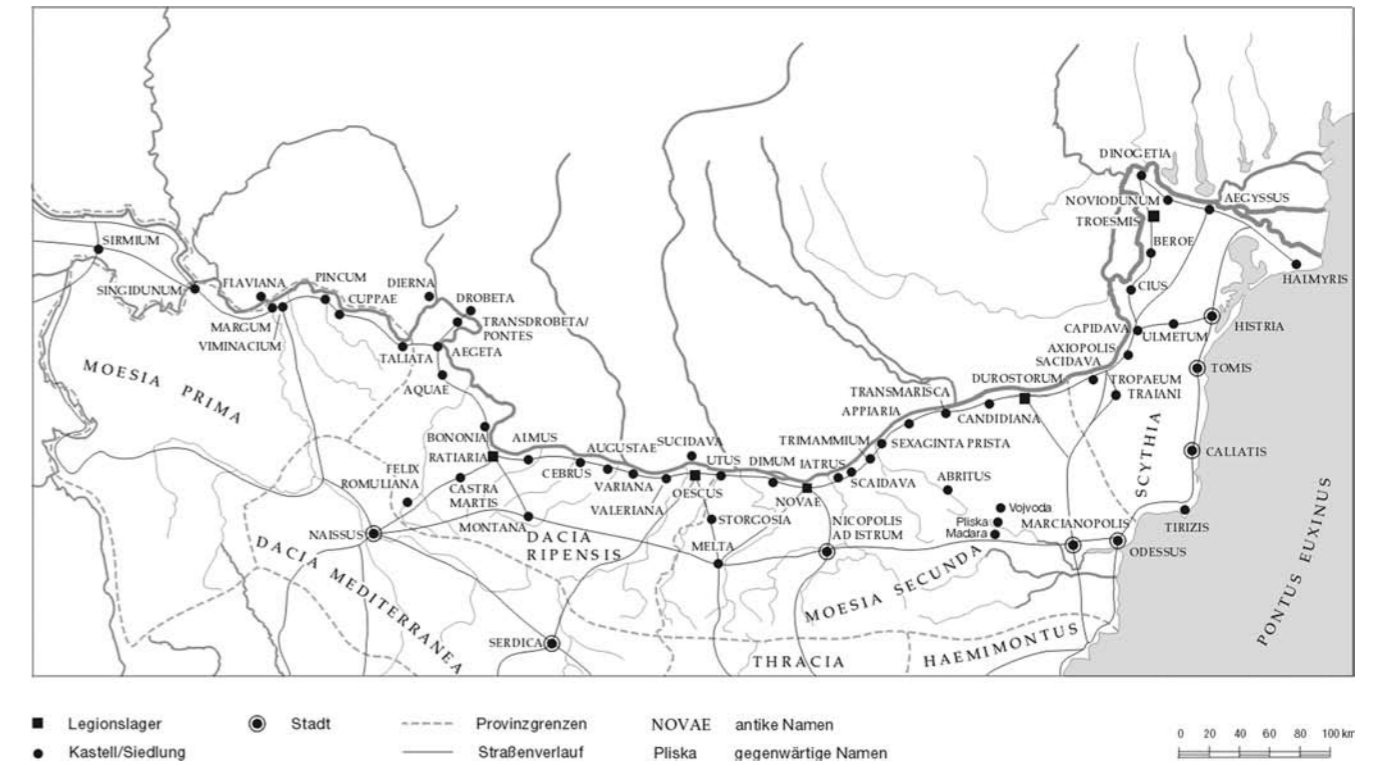 DINOGETIA
NOVIODUNUM
AEGYSSUS
TROESMIS
SIRMIUM
BEROE
FLAVIANA
PINCUM
DIERNA
HALMYRIS
SINGIDUNUM
CUPPAE
DROBETA
CIUS
MARGUM
TRANSDROBETA/
PONTES
CAPIDAVA
HISTRIA
VIMINACIUM
ULMETUM
TALIATA
AEGETA
AXIOPOLIS
SACIDAVA
TOMIS
MOESIA PRIMA
AQUAE
TRANSMARISCA
DUROSTORUM
TROPAEUM
TRAIANI
APPIARIA
CANDIDIANA
BONONIA
ALMUS
AUGUSTAE
SUCIDAVA
TRIMAMMIUM
SEXAGINTA PRISTA
SCYTHIA
CALLATIS
RATIARIA
CEBRUS
UTUS
DIMUM
IATRUS
FELIX
ROMULIANA
CASTRA
MARTIS
VARIANA
OESCUS
NOVAE
SCAIDAVA
ABRITUS
VALERIANA
Vojvoda
MONTANA
STORGOSIA
NICOPOLIS
AD ISTRUM
Pliska
Madara
MARCIANOPOLIS
TIRIZIS
NAISSUS
DACIA
RIPENSIS
MELTA
ODESSUS
DACIA MEDITERRANEA
MOESIA SECUNDA
PONTUS EUXINUS
SERDICA
THRACIA
HAEMIMONTUS
Legionslager
Stadt
Provinzgrenzen
NOVAE antike Namen
Kastell/Siedlung
Straßenverlauf
Pliska gegenwärtige Namen
0 20 40 60 80 100 km